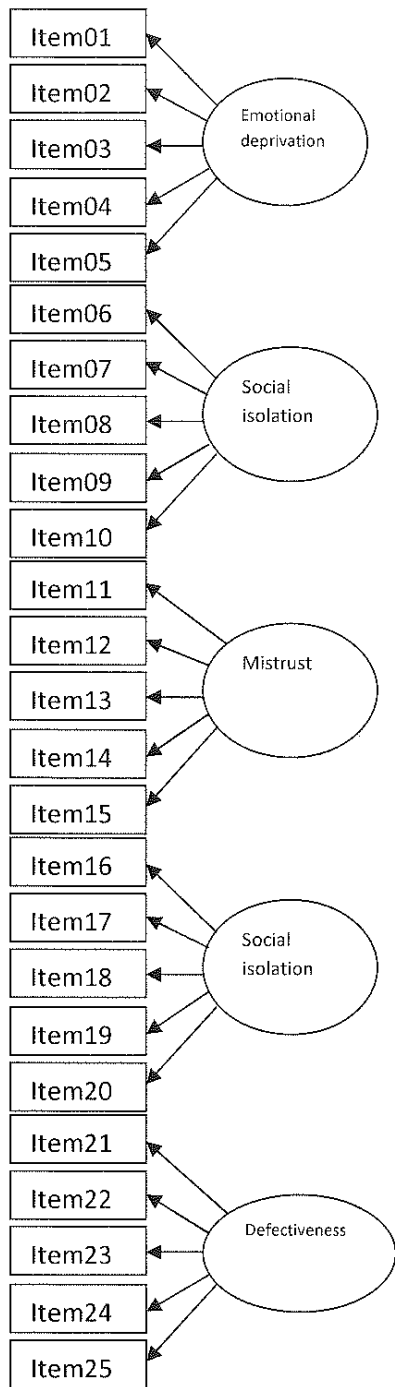 Item01
Item02
Item03
Item04
Item05
Emotional
deprivation
Item06
Item07
Item08
Item09
Item10
Social
isolation
Item11
Item12
Item13
Item14
Item15
Mistrust
Item16
Item17
Item18
Item19
Item20
Social
isolation
Item21
Item22
Item23
Item24
Item25
Defectiveness